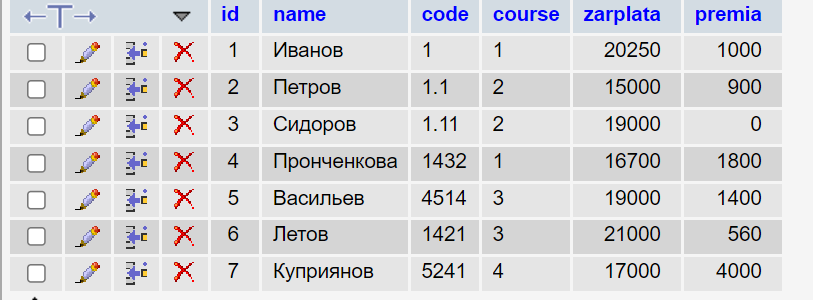 id name code course zarplata premia
1 Иванов 1 1 20250 1000
2 Петров 1.1 2 15000 900
3 Сидоров 1.11 2 19000 0
4 Пронченкова 1432 1 16700 1800
5 Васильев 4514 3 19000 1400
6 Летов 1421 3 21000 560
7 Куприянов 5241 4 17000 4000